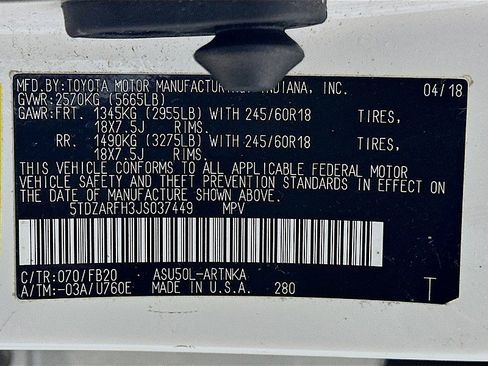 MFD.BY:TOYOTA MOTOR MANUFACTURING, INDIANA, INC. 04/18
GVWR:2570KG (5665LB)
GAWR:FRT. 1345KG (2955LB) WITH 245/60R18 TIRES,
18X7.5J RIMS.
RR. 1490KG (3275LB) WITH 245/60R18 TIRES,
18X7.5J RIMS.
THIS VEHICLE CONFORMS TO ALL APPLICABLE FEDERAL MOTOR
VEHICLE SAFETY AND THEFT PREVENTION STANDARDS IN EFFECT ON
THE DATE OF MANUFACTURE SHOWN ABOVE.
5TDZARFH3JS037449 MPV
C/TR:070/FB20 ASU50L-ARTNKA
A/TM:-03A/U760E MADE IN U.S.A. 280 T